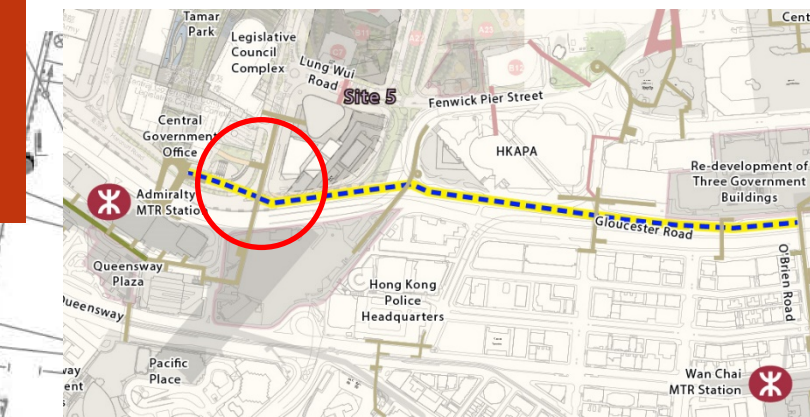 Tamar
Park
Legislative
Council
Complex
Lung Wui
Road
Site 5
Fenwick Pier Street
Central
Government
Office
HKAPA
Re-development of
Three Government
Buildings
Admiralty
MTR Station
Gloucester Road
O'Brien Road
Queensway
Plaza
Hong Kong
Police
Headquarters
Queensway
Pacific
Place
Wan Chai
MTR Station